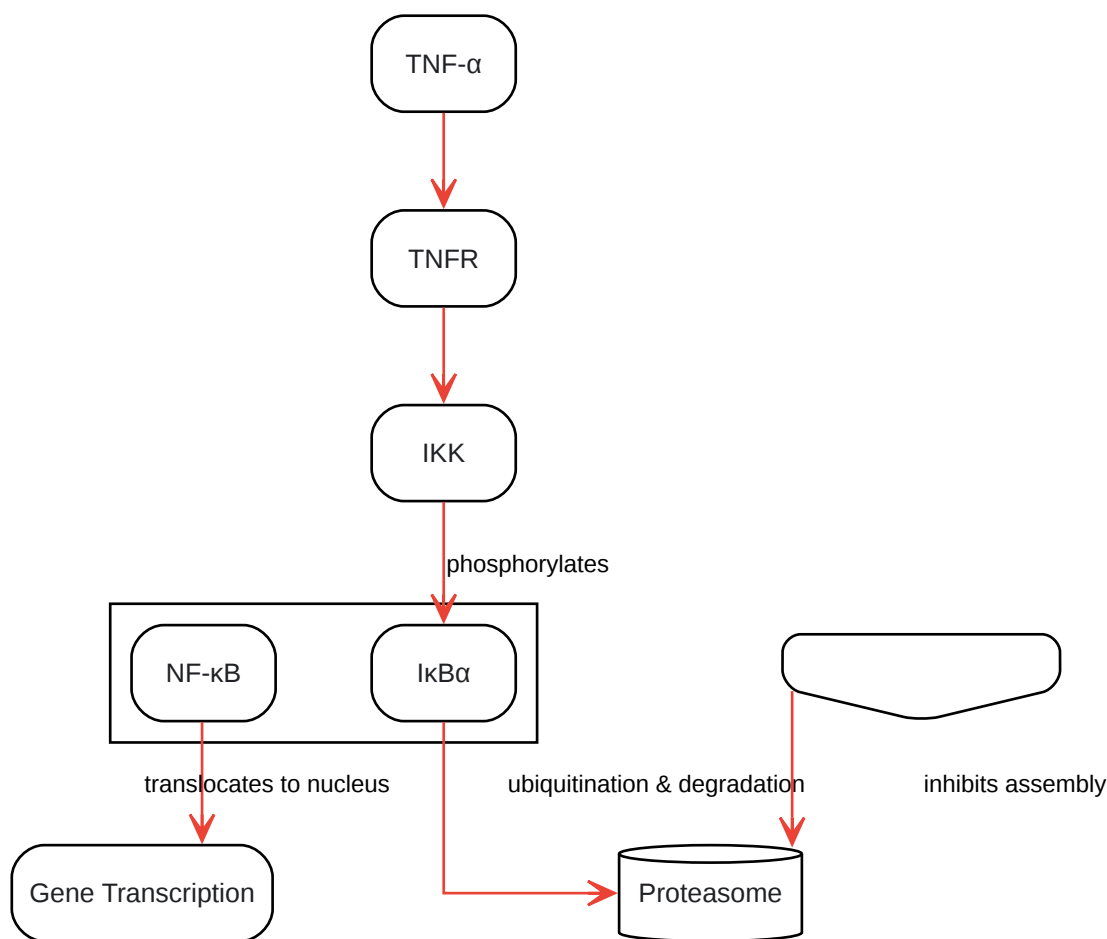 TNF-α
TNFR
IKK
phosphorylates
NF-κB
IκBα
translocates to nucleus
ubiquitination & degradation
inhibits assembly
Gene Transcription
Proteasome